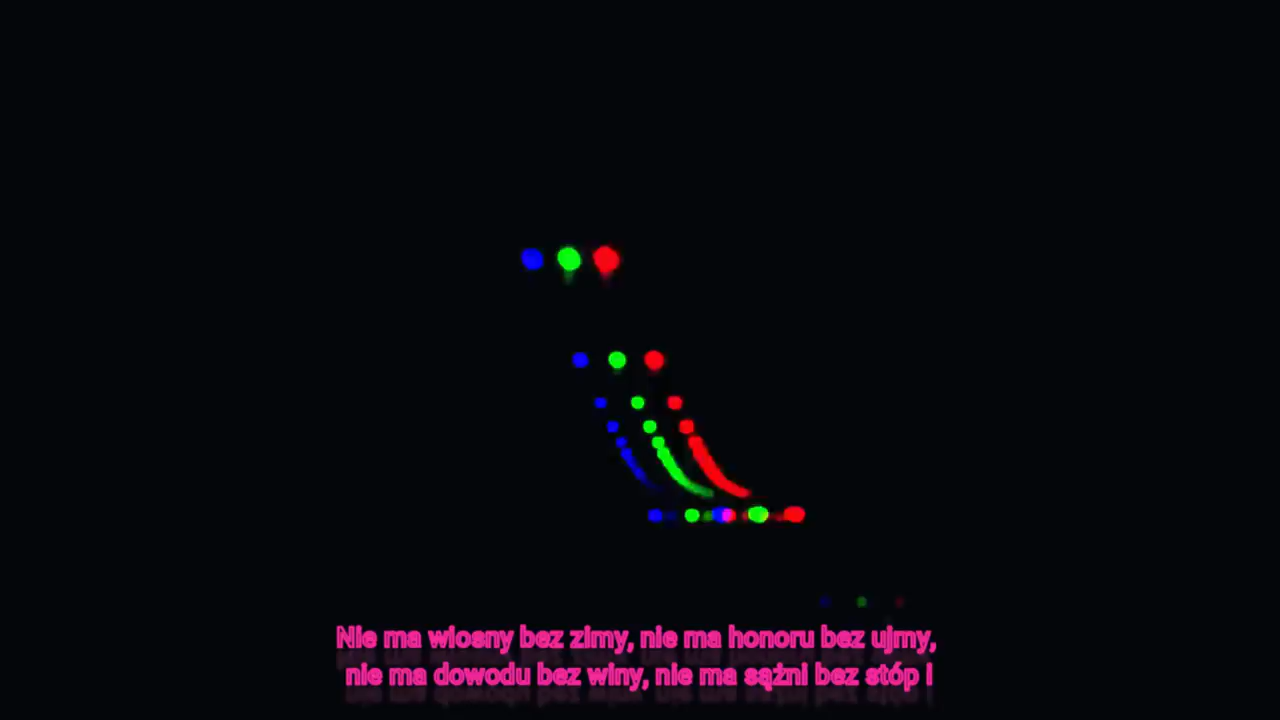 Nie ma wiosny bez zimy, nie ma honoru bez ujmy,
nie ma dowodu bez winy, nie ma sążni bez stóp i